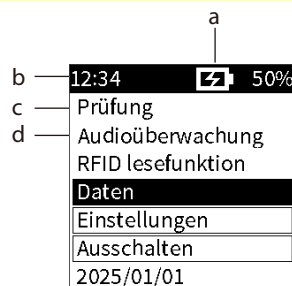 a
b 12:34 50%
c Prüfung
d Audioüberwachung
RFID lesefunktion
Daten
Einstellungen
Ausschalten
2025/01/01